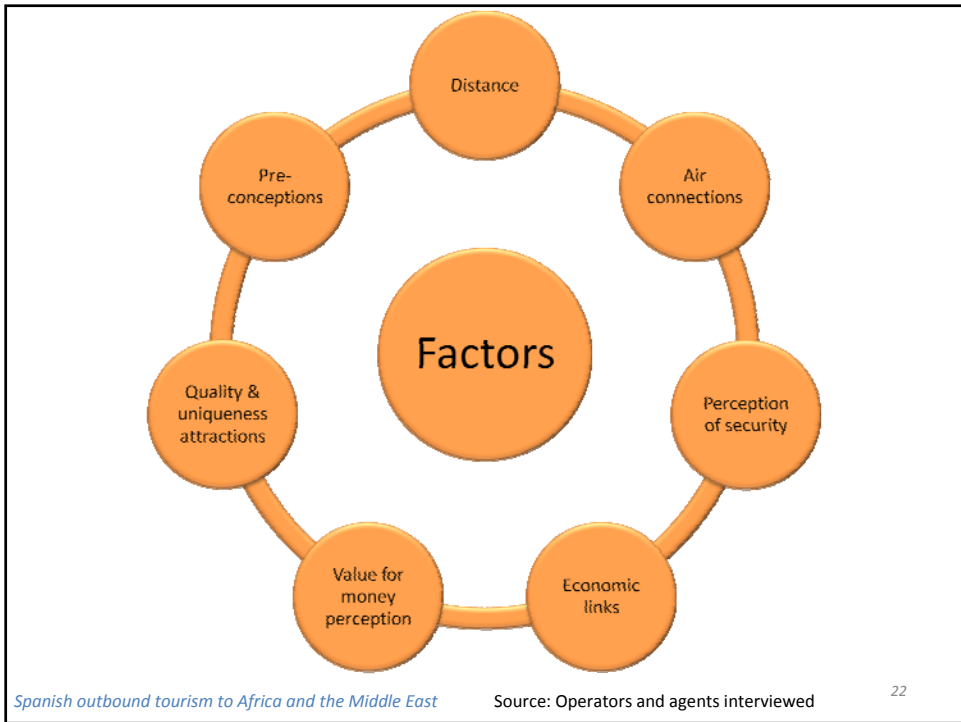 Distance
Air
connections
Perception
of security
Economic
links
Value for
money
perception
Quality &
uniqueness
attractions
Pre-
conceptions
Factors
Spanish outbound tourism to Africa and the Middle East
Source: Operators and agents interviewed
22